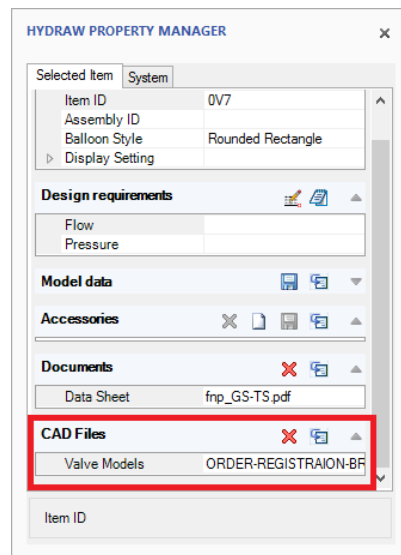 HYDRAW PROPERTY MANAGER
Selected Item System
Item ID 0V7
Assembly ID
Balloon Style Rounded Rectangle
Display Setting
Design requirements
Flow
Pressure
Model data
Accessories
Documents
Data Sheet fnp_GS-TS.pdf
CAD Files
Valve Models ORDER-REGISTRAION-BR
Item ID